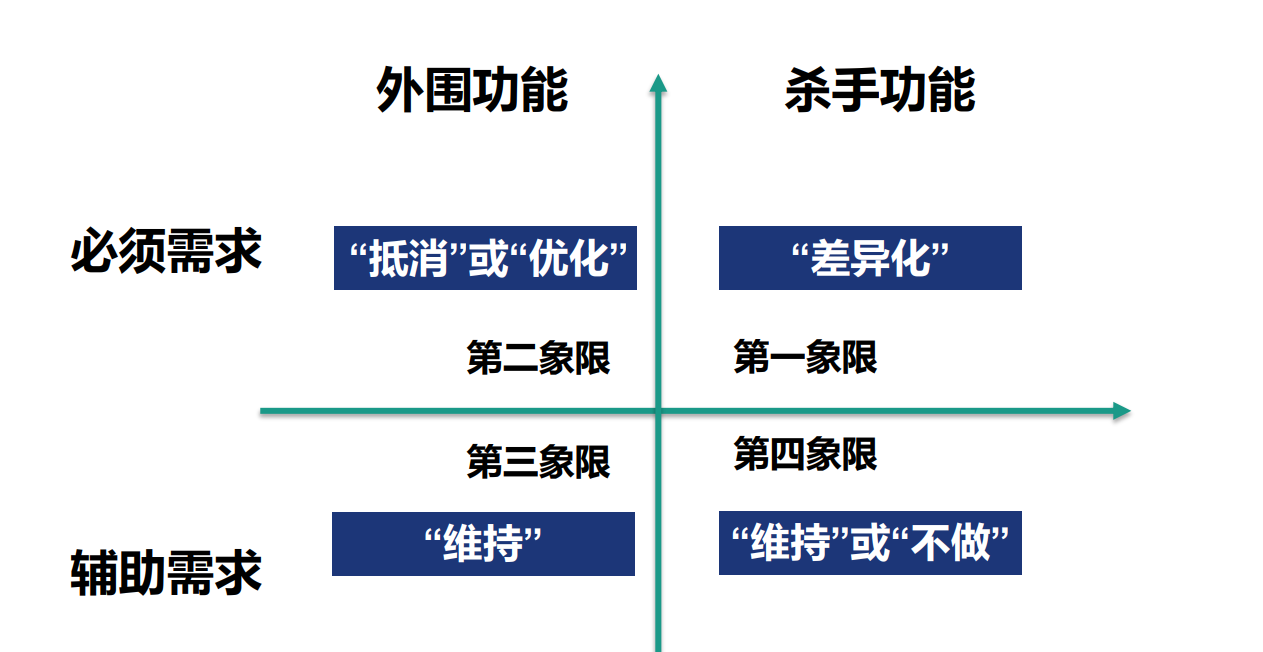 外围功能
杀手功能
必须需求
“抵消”或“优化”
“差异化”
第二象限
第一象限
第三象限
第四象限
辅助需求
“维持”
“维持”或“不做”